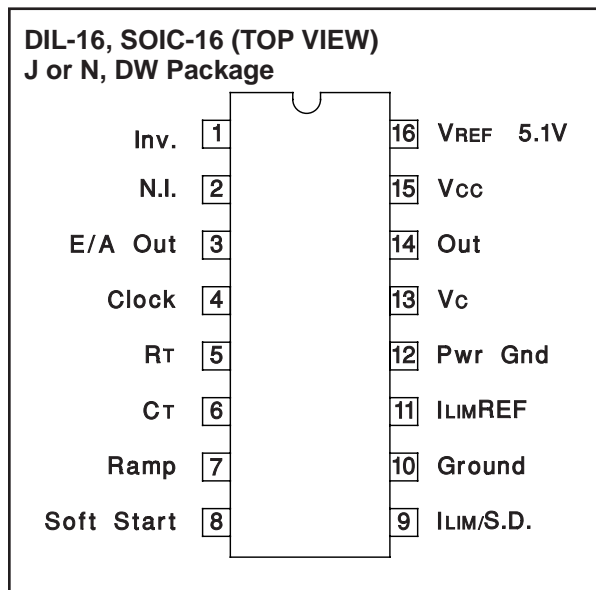 DIL-16, SOIC-16 (TOP VIEW)
J or N, DW Package
Inv. 1 16 VREF 5.1V
N.I. 2 15 VCC
E/A Out 3 14 Out
Clock 4 13 VC
RT 5 12 Pwr Gnd
CT 6 11 ILIMREF
Ramp 7 10 Ground
Soft Start 8 9 ILIM/S.D.